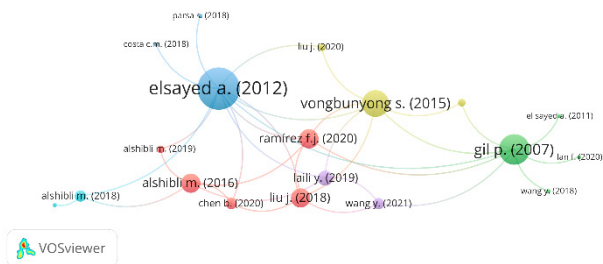 parsa s. (2018)
costa c.m. (2018)
liu j. (2020)
elsayed a. (2012)
vongbunyong s. (2015)
el sayed a. (2011)
ramírez f.j. (2020)
alshibli m. (2019)
gil p. (2007)
lan f. (2020)
alshibli m. (2016)
laili y. (2019)
wang y. (2018)
alshibli m. (2018)
chen b. (2020)
liu j. (2018)
wang y. (2021)
VOSviewer